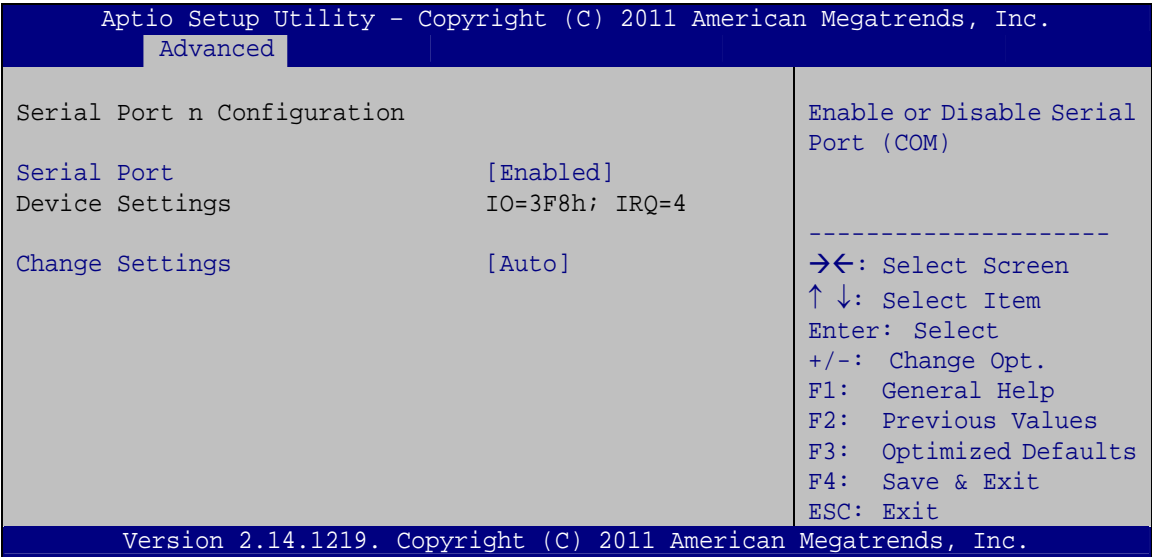 Aptio Setup Utility – Copyright (C) 2011 American Megatrends, Inc.
Advanced
Serial Port n Configuration
Serial Port [Enabled]
Device Settings IO=3F8h; IRQ=4
Change Settings [Auto]
Enable or Disable Serial
Port (COM)
---------------------
→←: Select Screen
↑ ↓: Select Item
Enter: Select
+/-: Change Opt.
F1: General Help
F2: Previous Values
F3: Optimized Defaults
F4: Save & Exit
ESC: Exit
Version 2.14.1219. Copyright (C) 2011 American Megatrends, Inc.